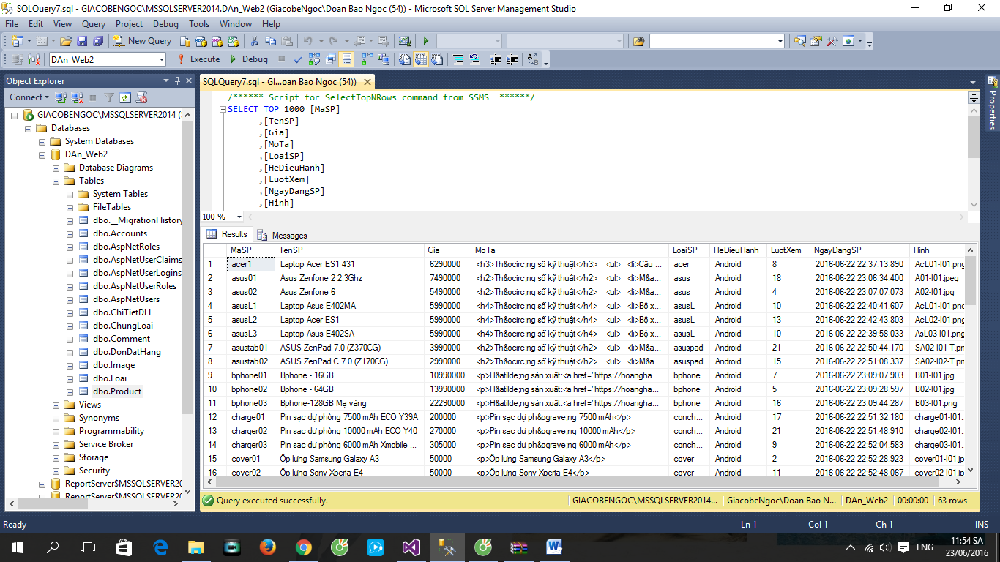 SQLQuery7.sql - GIACOBENGOC\MSSQLSERVER2014.DAn_Web2 (GiacobeNgoc\Doan Bao Ngoc (54)) - Microsoft SQL Server Management Studio
File Edit View Query Project Debug Tools Window Help
New Query
DAn_Web2 Execute Debug
Object Explorer
Connect
GIACOBENGOC\MSSQLSERVER2014 (
Databases
System Databases
DAn_Web2
Database Diagrams
Tables
System Tables
FileTables
dbo.__MigrationHistory
dbo.Accounts
dbo.AspNetRoles
dbo.AspNetUserClaims
dbo.AspNetUserLogins
dbo.AspNetUserRoles
dbo.AspNetUsers
dbo.ChiTietDH
dbo.ChungLoai
dbo.Comment
dbo.DonDatHang
dbo.Image
dbo.Loai
dbo.Product
Views
Synonyms
Programmability
Service Broker
Storage
Security
ReportServer$MSSQLSERVER20
ReportServer$MSSQLSERVER20
SQLQuery7.sql - GI...oan Bao Ngoc (54))
/****** Script for SelectTopNRows command from SSMS ******/
SELECT TOP 1000 [MaSP]
,[TenSP]
,[Gia]
,[MoTa]
,[LoaiSP]
,[HeDieuHanh]
,[LuotXem]
,[NgayDangSP]
,[Hinh]
100 %
Results Messages
MaSP TenSP Gia MoTa LoaiSP HeDieuHanh LuotXem NgayDangSP Hinh
1 acer1 Laptop Acer ES1 431 6290000 <h3>Th&ocirc;ng số kỹ thuật</h3> <ul> <li>Cấu ... acer Android 8 2016-06-22 22:37:13.890 AcL01-I01.png
2 asus01 Asus Zenfone 2 2.3Ghz 7490000 <h2>Th&ocirc;ng số kỹ thuật</h2> <ul> <li>M&a... asus Android 18 2016-06-22 23:06:34.400 A01-I01.jpeg
3 asus02 Asus Zenfone 6 5490000 <h2>Th&ocirc;ng số kỹ thuật</h2> <ul> <li>M&a... asus Android 4 2016-06-22 23:07:07.073 A02-I01.jpg
4 asusL1 Laptop Asus E402MA 5990000 <h4>Th&ocirc;ng số kỹ thuật</h4> <ul> <li>Bộ x... asusL Android 10 2016-06-22 22:40:41.607 AcL01-I01.png
5 asusL2 Laptop Acer ES1 5990000 <h4>Th&ocirc;ng số kỹ thuật</h4> <ul> <li>Bộ x... asusL Android 13 2016-06-22 22:42:43.803 AcL02-I01.png
6 asusL3 Laptop Asus E402SA 5990000 <h4>Th&ocirc;ng số kỹ thuật</h4> <ul> <li>Bộ x... asusL Android 10 2016-06-22 22:39:58.033 AsL03-I01.png
7 asustab01 ASUS ZenPad 7.0 (Z370CG) 3990000 <h2>Th&ocirc;ng số kỹ thuật</h2> <ul> <li>M&a... asuspad Android 21 2016-06-22 22:50:44.170 SA02-I01-T.pn
8 asustab02 ASUS ZenPad C 7.0 (Z170CG) 2990000 <h2>Th&ocirc;ng số kỹ thuật</h2> <ul> <li>M&a... asuspad Android 15 2016-06-22 22:51:08.337 SA02-I02-T.pn
9 bphone01 Bphone - 16GB 10990000 <p>H&atilde;ng sản xuất:<a href="https://hoangha... bphone Android 7 2016-06-22 23:09:07.903 B01-I01.jpg
10 bphone02 Bphone - 64GB 13990000 <p>H&atilde;ng sản xuất:<a href="https://hoangha... bphone Android 5 2016-06-22 23:09:28.597 B02-I01.jpg
11 bphone03 Bphone-128GB Mạ vàng 22290000 <p>H&atilde;ng sản xuất:<a href="https://hoangha... bphone Android 16 2016-06-22 23:09:44.287 B03-I01.png
12 charge01 Pin sạc dự phòng 7500 mAh ECO Y39A 200000 <p>Pin sạc dự ph&ograve;ng 7500 mAh</p> conch... Android 17 2016-06-22 22:51:32.180 charge01-I01.
13 charger02 Pin sạc dự phòng 10000 mAh ECO Y40 270000 <p>Pin sạc dự ph&ograve;ng 10000 mAh</p> conch... Android 21 2016-06-22 22:51:48.910 charge02-I01.
14 charger03 Pin sạc dự phòng 6000 mAh Xmobile ... 305000 <p>Pin sạc dự ph&ograve;ng 6000 mAh</p> conch... Android 9 2016-06-22 22:52:04.583 charge03-I01.
15 cover01 Ốp lưng Samsung Galaxy A3 50000 <p>Ốp lưng Samsung Galaxy A3</p> cover Android 2 2016-06-22 22:52:28.923 cover01-I01.jp
16 cover02 Ốp lưng Sony Xperia E4 50000 <p>Ốp lưng Sony Xperia E4</p> cover Android 11 2016-06-22 22:52:48.067 cover02-I01.jp
Query executed successfully. GIACOBENGOC\MSSQLSERVER2014... GiacobeNgoc\Doan Bao N... DAn_Web2 00:00:00 63 rows
Properties
Ready Ln 1 Col 1 Ch 1 INS
ENG
11:54 SA
23/06/2016